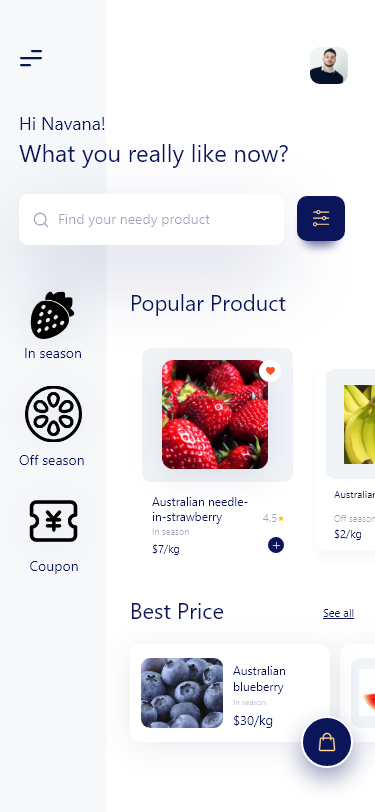 Hi Navana!
What you really like now?
Find your needy product
In season
Off season
Coupon
Popular Product
Australian needle-
in-strawberry
4.5
In season
$7/kg
Off season
$2/kg
Best Price
See all
Australian
blueberry
In season
$30/kg